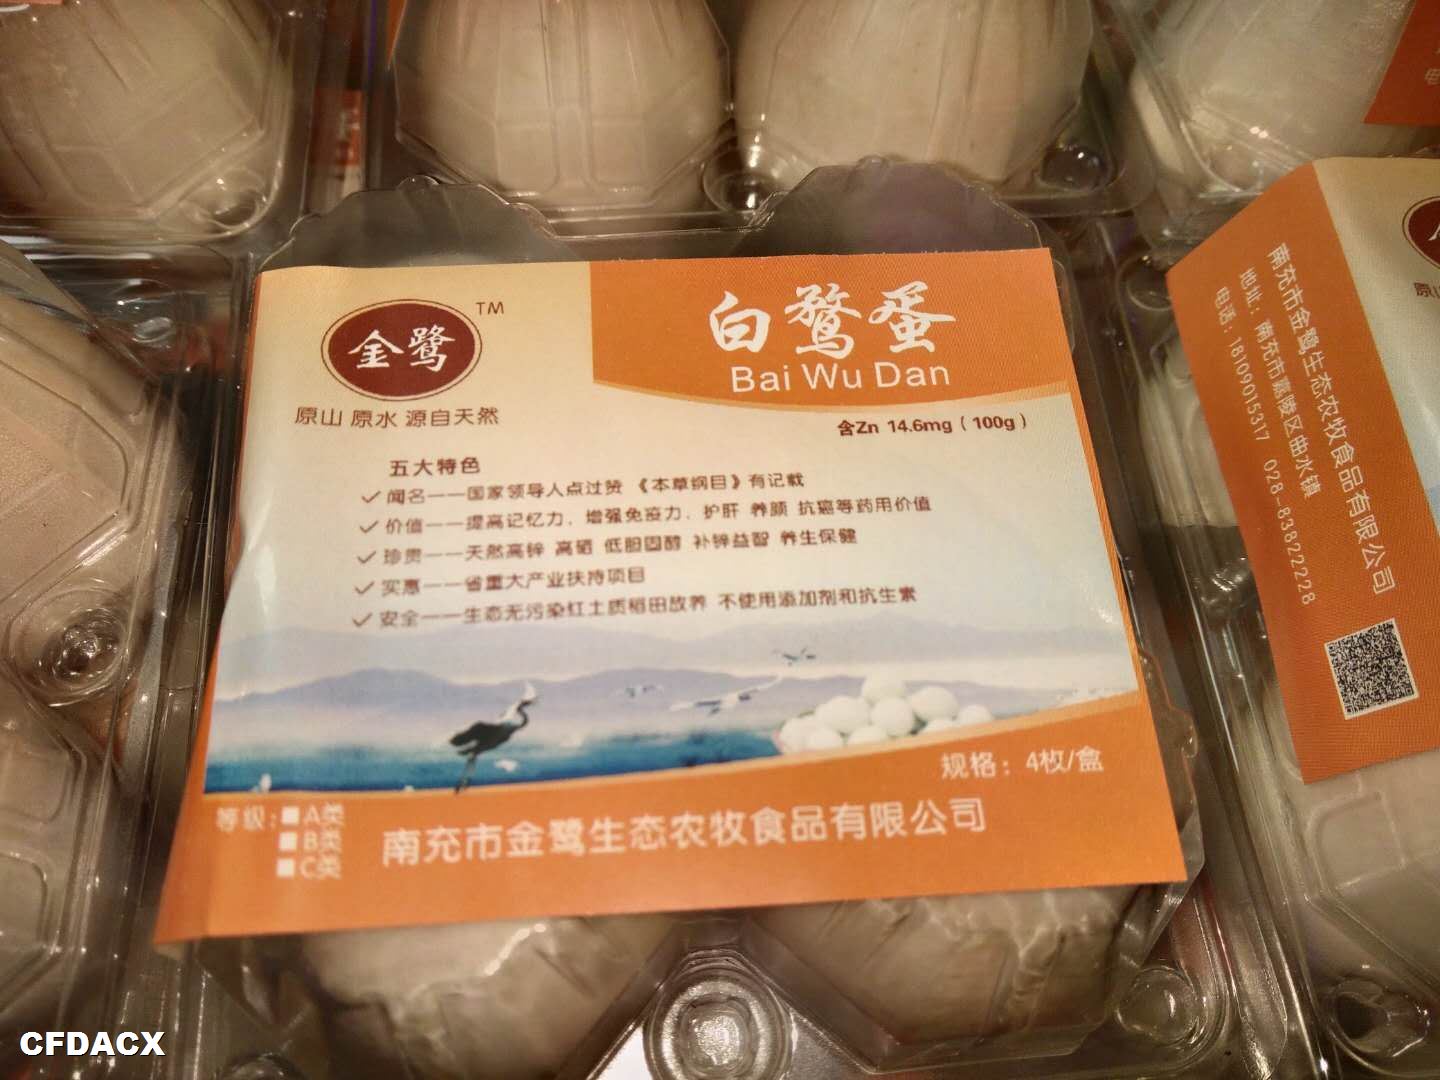 金鹭
TM
原山 原水 源自天然
白鹜蛋
Bai Wu Dan
含Zn 14.6mg（100g）
五大特色
✓闻名——国家领导人点过赞 《本草纲目》有记载
✓价值——提高记忆力、增强免疫力、护肝 养颜 抗癌等药用价值
✓珍贵——天然高锌 高硒 低胆固醇 补锌益智 养生保健
✓实惠——省重大产业扶持项目
✓安全——生态无污染红土质稻田放养 不使用添加剂和抗生素
规格：4枚/盒
等级:■A类
■B类
■C类
南充市金鹭生态农牧食品有限公司
南充市金鹭生态农牧食品有限公司
地址：南充市嘉陵区曲水镇
电话：18109015317 028-83822228
原山
电
CFDACX